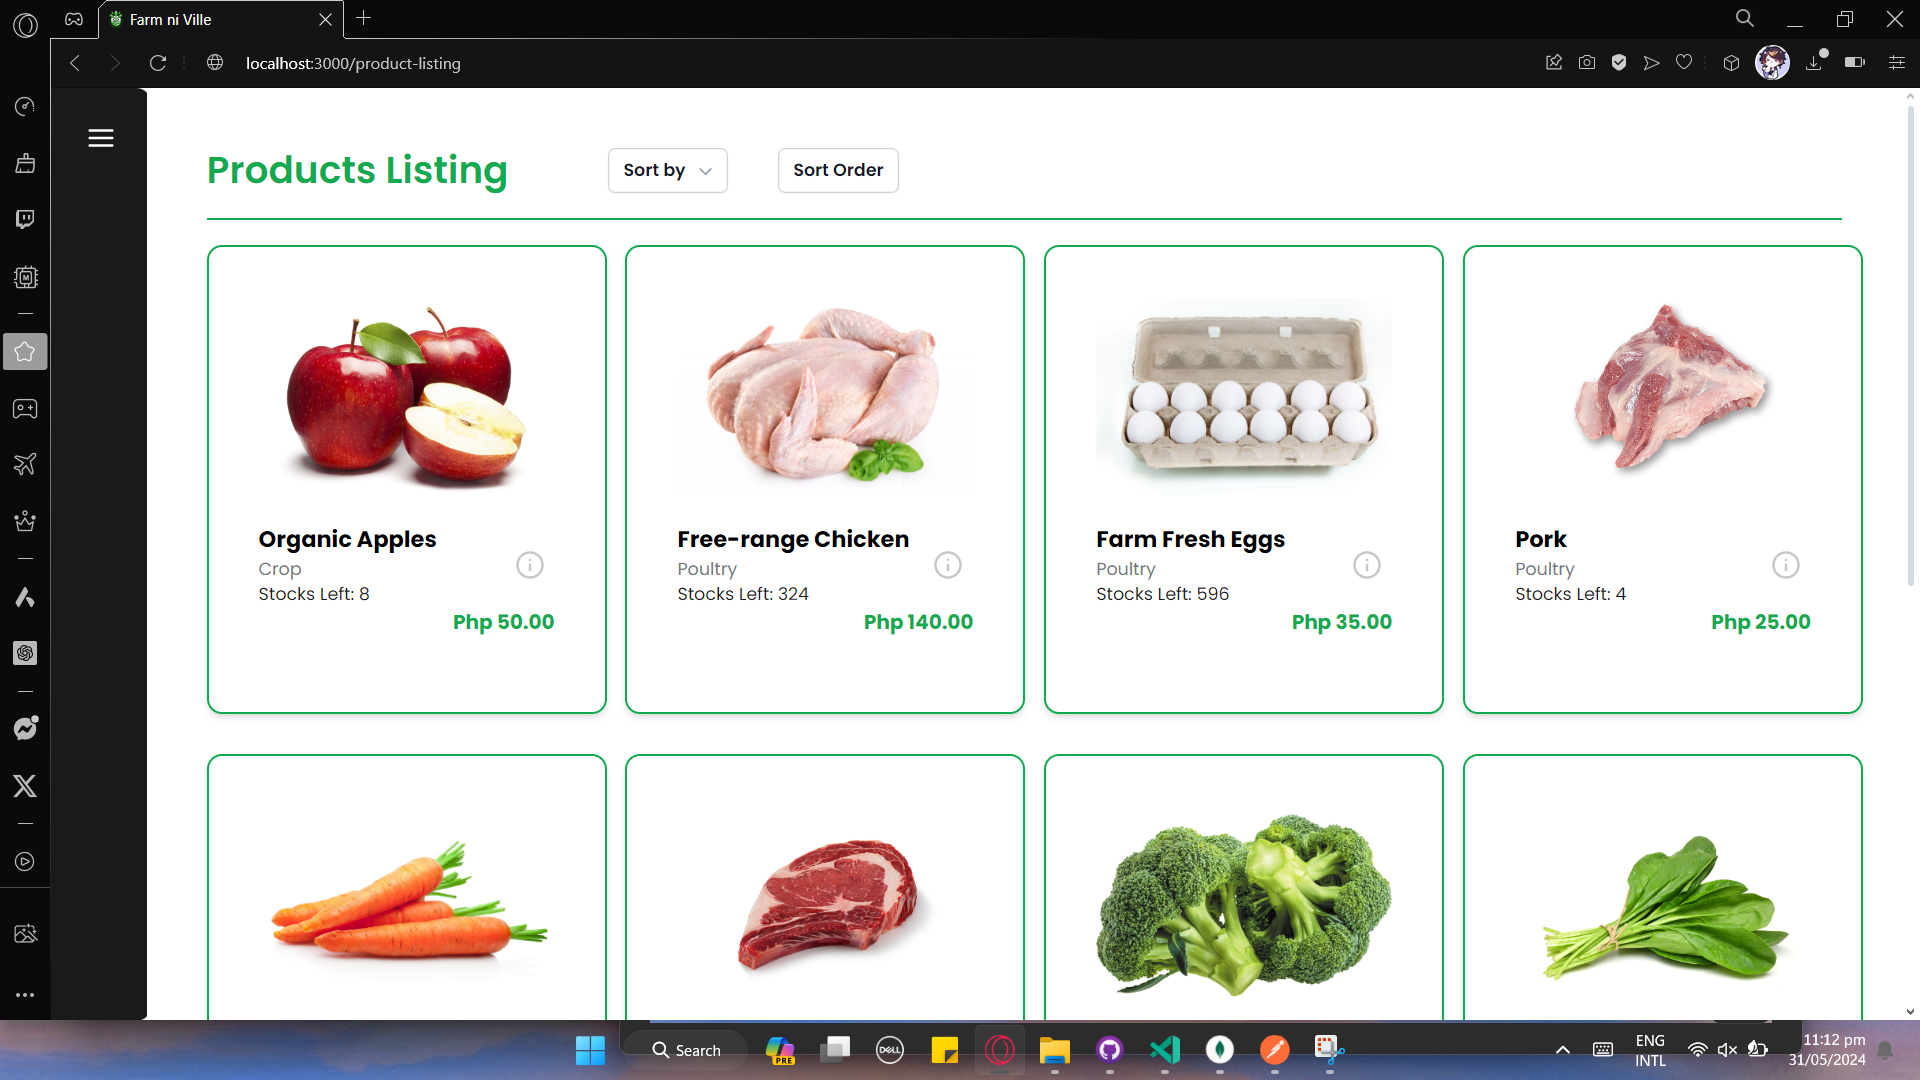 Farm ni Ville
localhost:3000/product-listing
Products Listing
Sort by
Sort Order
Organic Apples
Crop
Stocks Left: 8
Php 50.00
Free-range Chicken
Poultry
Stocks Left: 324
Php 140.00
Farm Fresh Eggs
Poultry
Stocks Left: 596
Php 35.00
Pork
Poultry
Stocks Left: 4
Php 25.00
Search
PRE
DELL
ENG
INTL
11:12 pm
31/05/2024